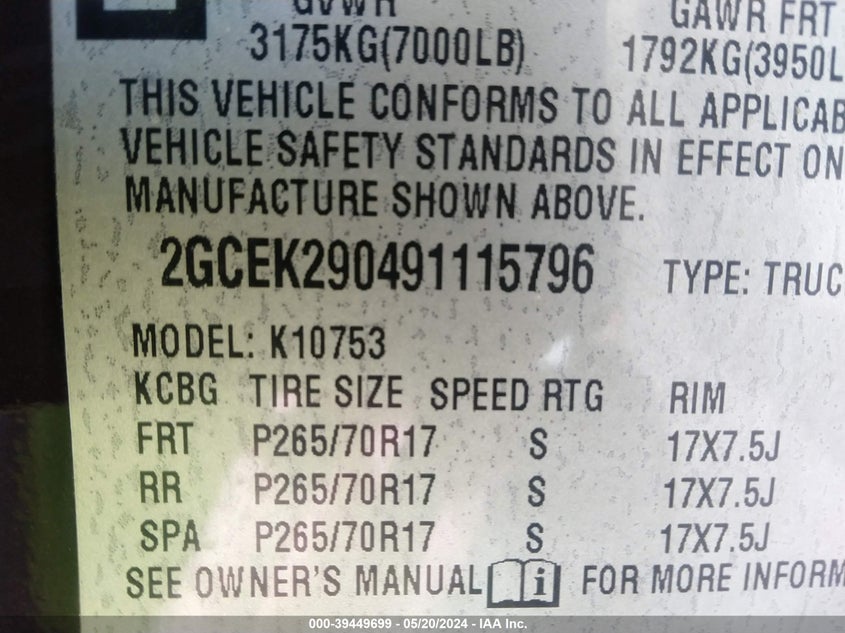 GVWR GAWR FRT
3175KG(7000LB) 1792KG(3950L
THIS VEHICLE CONFORMS TO ALL APPLICAB
VEHICLE SAFETY STANDARDS IN EFFECT ON
MANUFACTURE SHOWN ABOVE.
2GCEK290491115796 TYPE: TRUC
MODEL: K10753
KCBG TIRE SIZE SPEED RTG RIM
FRT P265/70R17 S 17X7.5J
RR P265/70R17 S 17X7.5J
SPA P265/70R17 S 17X7.5J
SEE OWNER'S MANUAL i FOR MORE INFORM
000-39449699 - 05/20/2024 - IAA Inc.